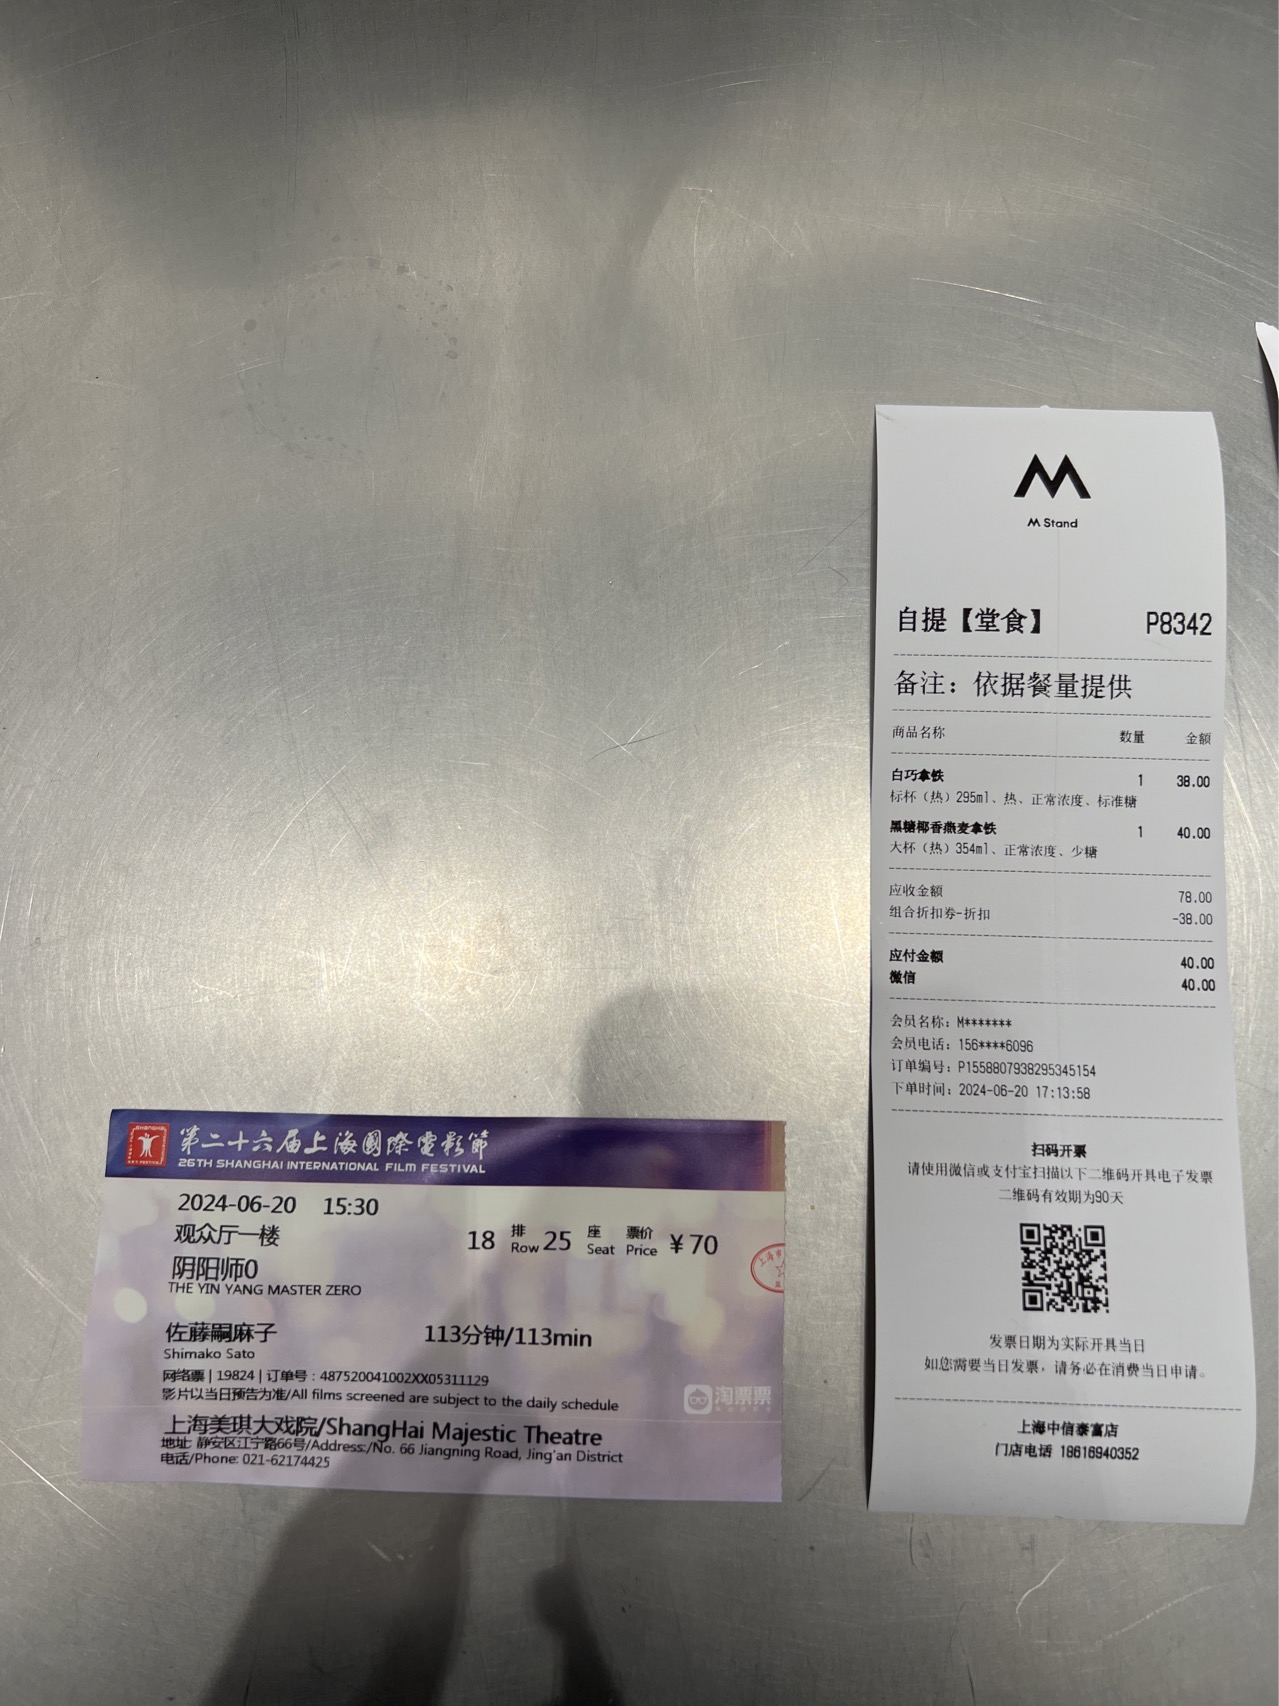 第二十六届上海國際電影節
26TH SHANGHAI INTERNATIONAL FILM FESTIVAL
2024-06-20 15:30
观众厅一楼
18 排 Row 25 座 Seat 票价 Price ¥70
阴阳师0
THE YIN YANG MASTER ZERO
佐藤嗣麻子 113分钟/113min
Shimako Sato
网络票 | 19824 | 订单号：487520041002XX05311129
影片以当日预告为准/All films screened are subject to the daily schedule
淘票票
上海美琪大戏院/ShangHai Majestic Theatre
地址: 静安区江宁路66号/Address:/No. 66 Jiangning Road, Jing'an District
电话/Phone: 021-62174425
M Stand
自提【堂食】 P8342
备注：依据餐量提供
商品名称 数量 金额
白巧拿铁 1 38.00
标杯（热）295ml、热、正常浓度、标准糖
黑糖椰香燕麦拿铁 1 40.00
大杯（热）354ml、正常浓度、少糖
应收金额 78.00
组合折扣券-折扣 -38.00
应付金额 40.00
微信 40.00
会员名称：M*******
会员电话：156****6096
订单编号：P1558807938295345154
下单时间：2024-06-20 17:13:58
扫码开票
请使用微信或支付宝扫描以下二维码开具电子发票
二维码有效期为90天
发票日期为实际开具当日
如您需要当日发票，请务必在消费当日申请。
上海中信泰富店
门店电话 18616940352